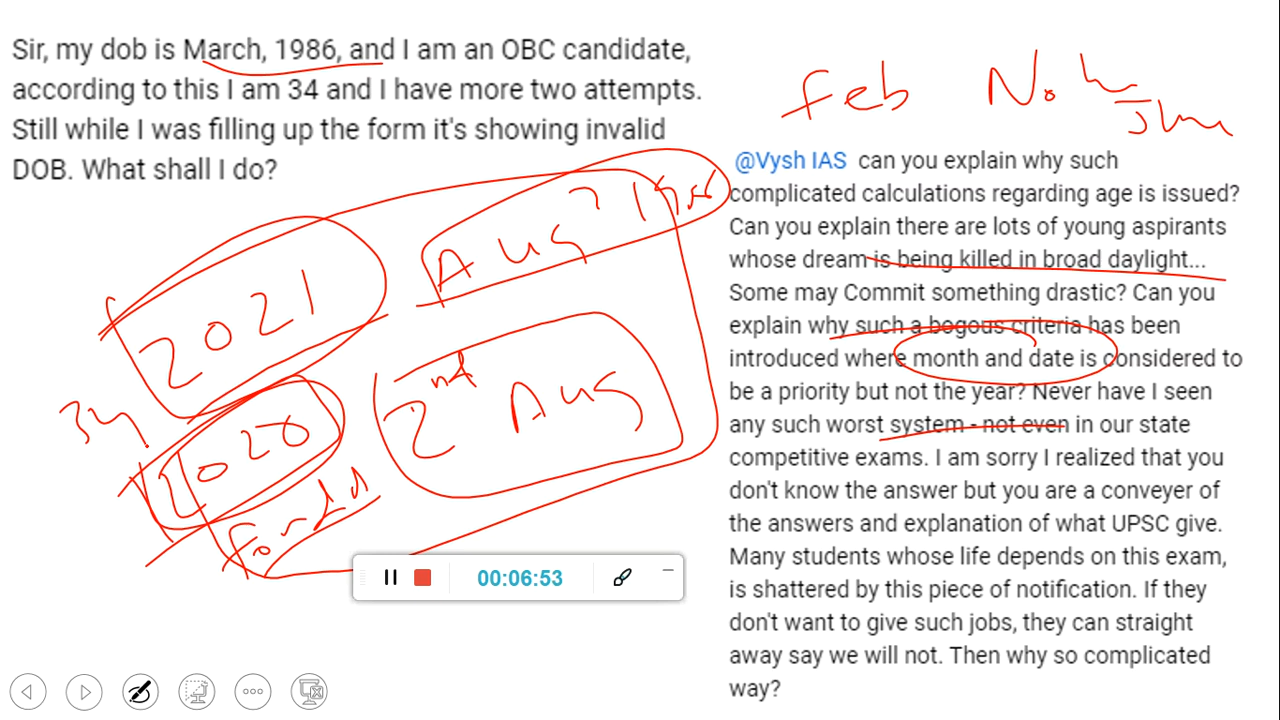 Sir, my dob is March, 1986, and I am an OBC candidate,
according to this I am 34 and I have more two attempts.
Still while I was filling up the form it's showing invalid
DOB. What shall I do?
feb No
@Vysh IAS can you explain why such
complicated calculations regarding age is issued?
Can you explain there are lots of young aspirants
whose dream is being killed in broad daylight...
Some may Commit something drastic? Can you
explain why such a bogous criteria has been
introduced where month and date is considered to
be a priority but not the year? Never have I seen
any such worst system - not even in our state
competitive exams. I am sorry I realized that you
don't know the answer but you are a conveyer of
the answers and explanation of what UPSC give.
Many students whose life depends on this exam,
is shattered by this piece of notification. If they
don't want to give such jobs, they can straight
away say we will not. Then why so complicated
way?
Aug
2021
2nd Aug
34
2020
00:06:53